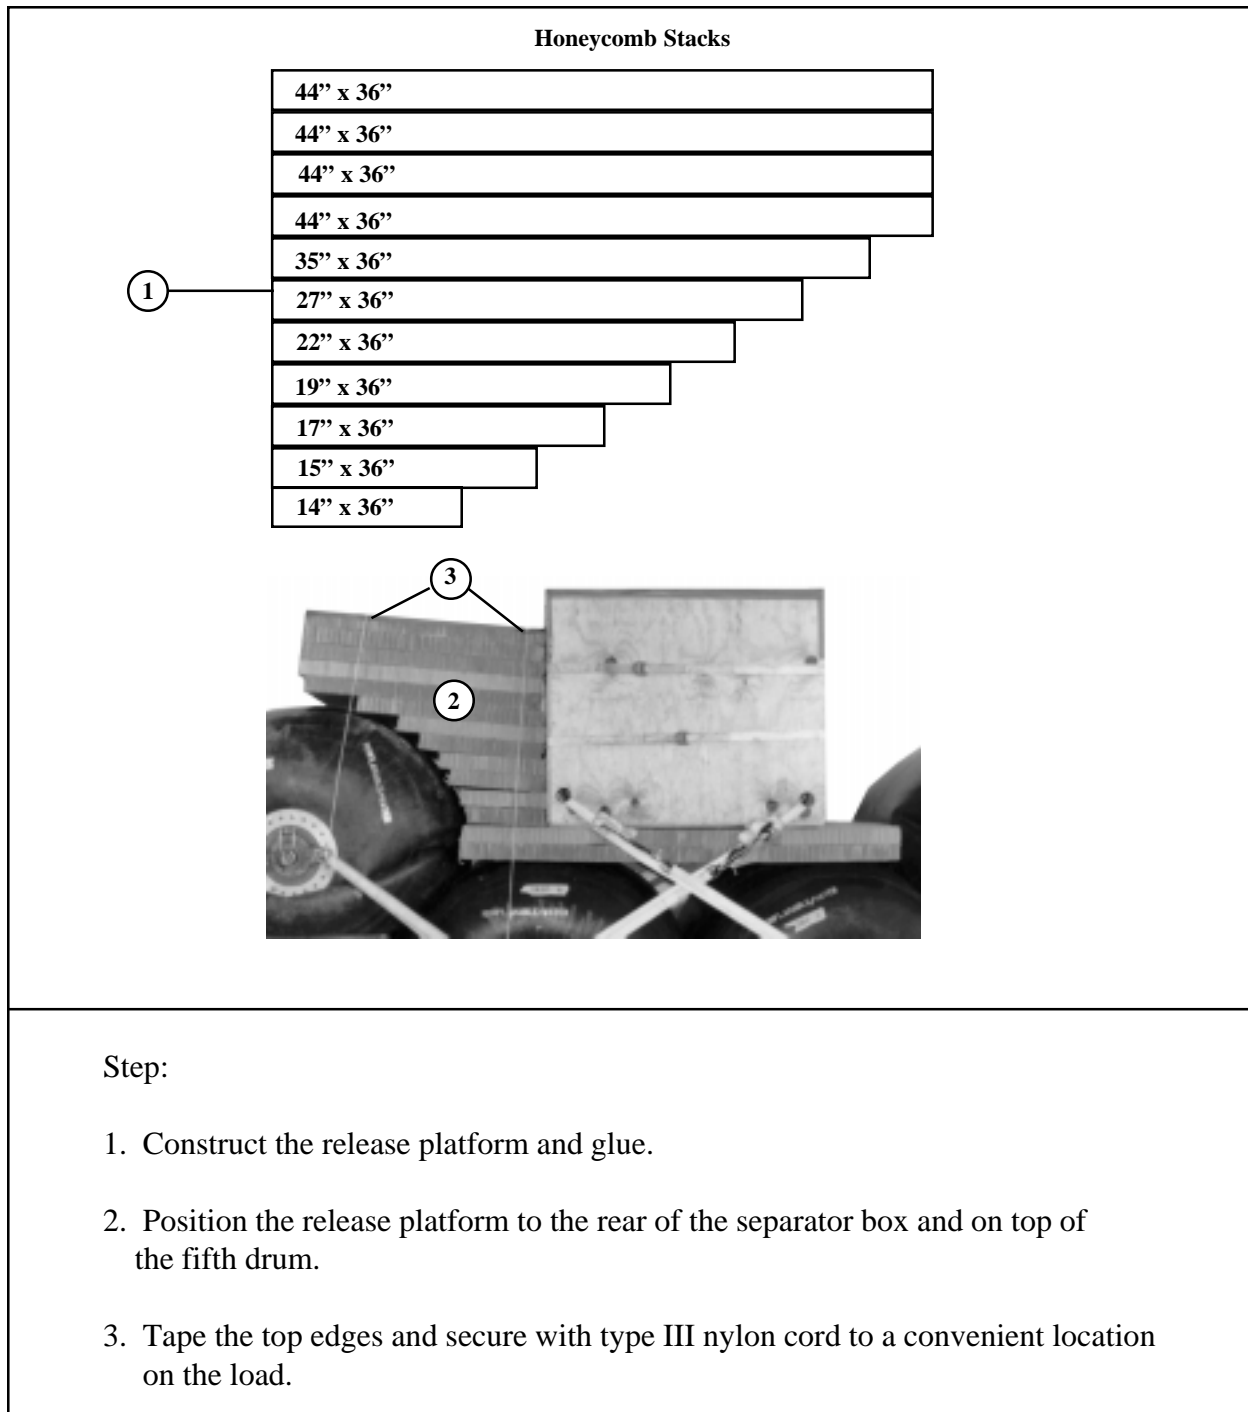 Honeycomb Stacks
44” x 36”
44” x 36”
44” x 36”
44” x 36”
35” x 36”
1
27” x 36”
22” x 36”
19” x 36”
17” x 36”
15” x 36”
14” x 36”
3
2
Step:
1. Construct the release platform and glue.
2. Position the release platform to the rear of the separator box and on top of
the fifth drum.
3. Tape the top edges and secure with type III nylon cord to a convenient location
on the load.